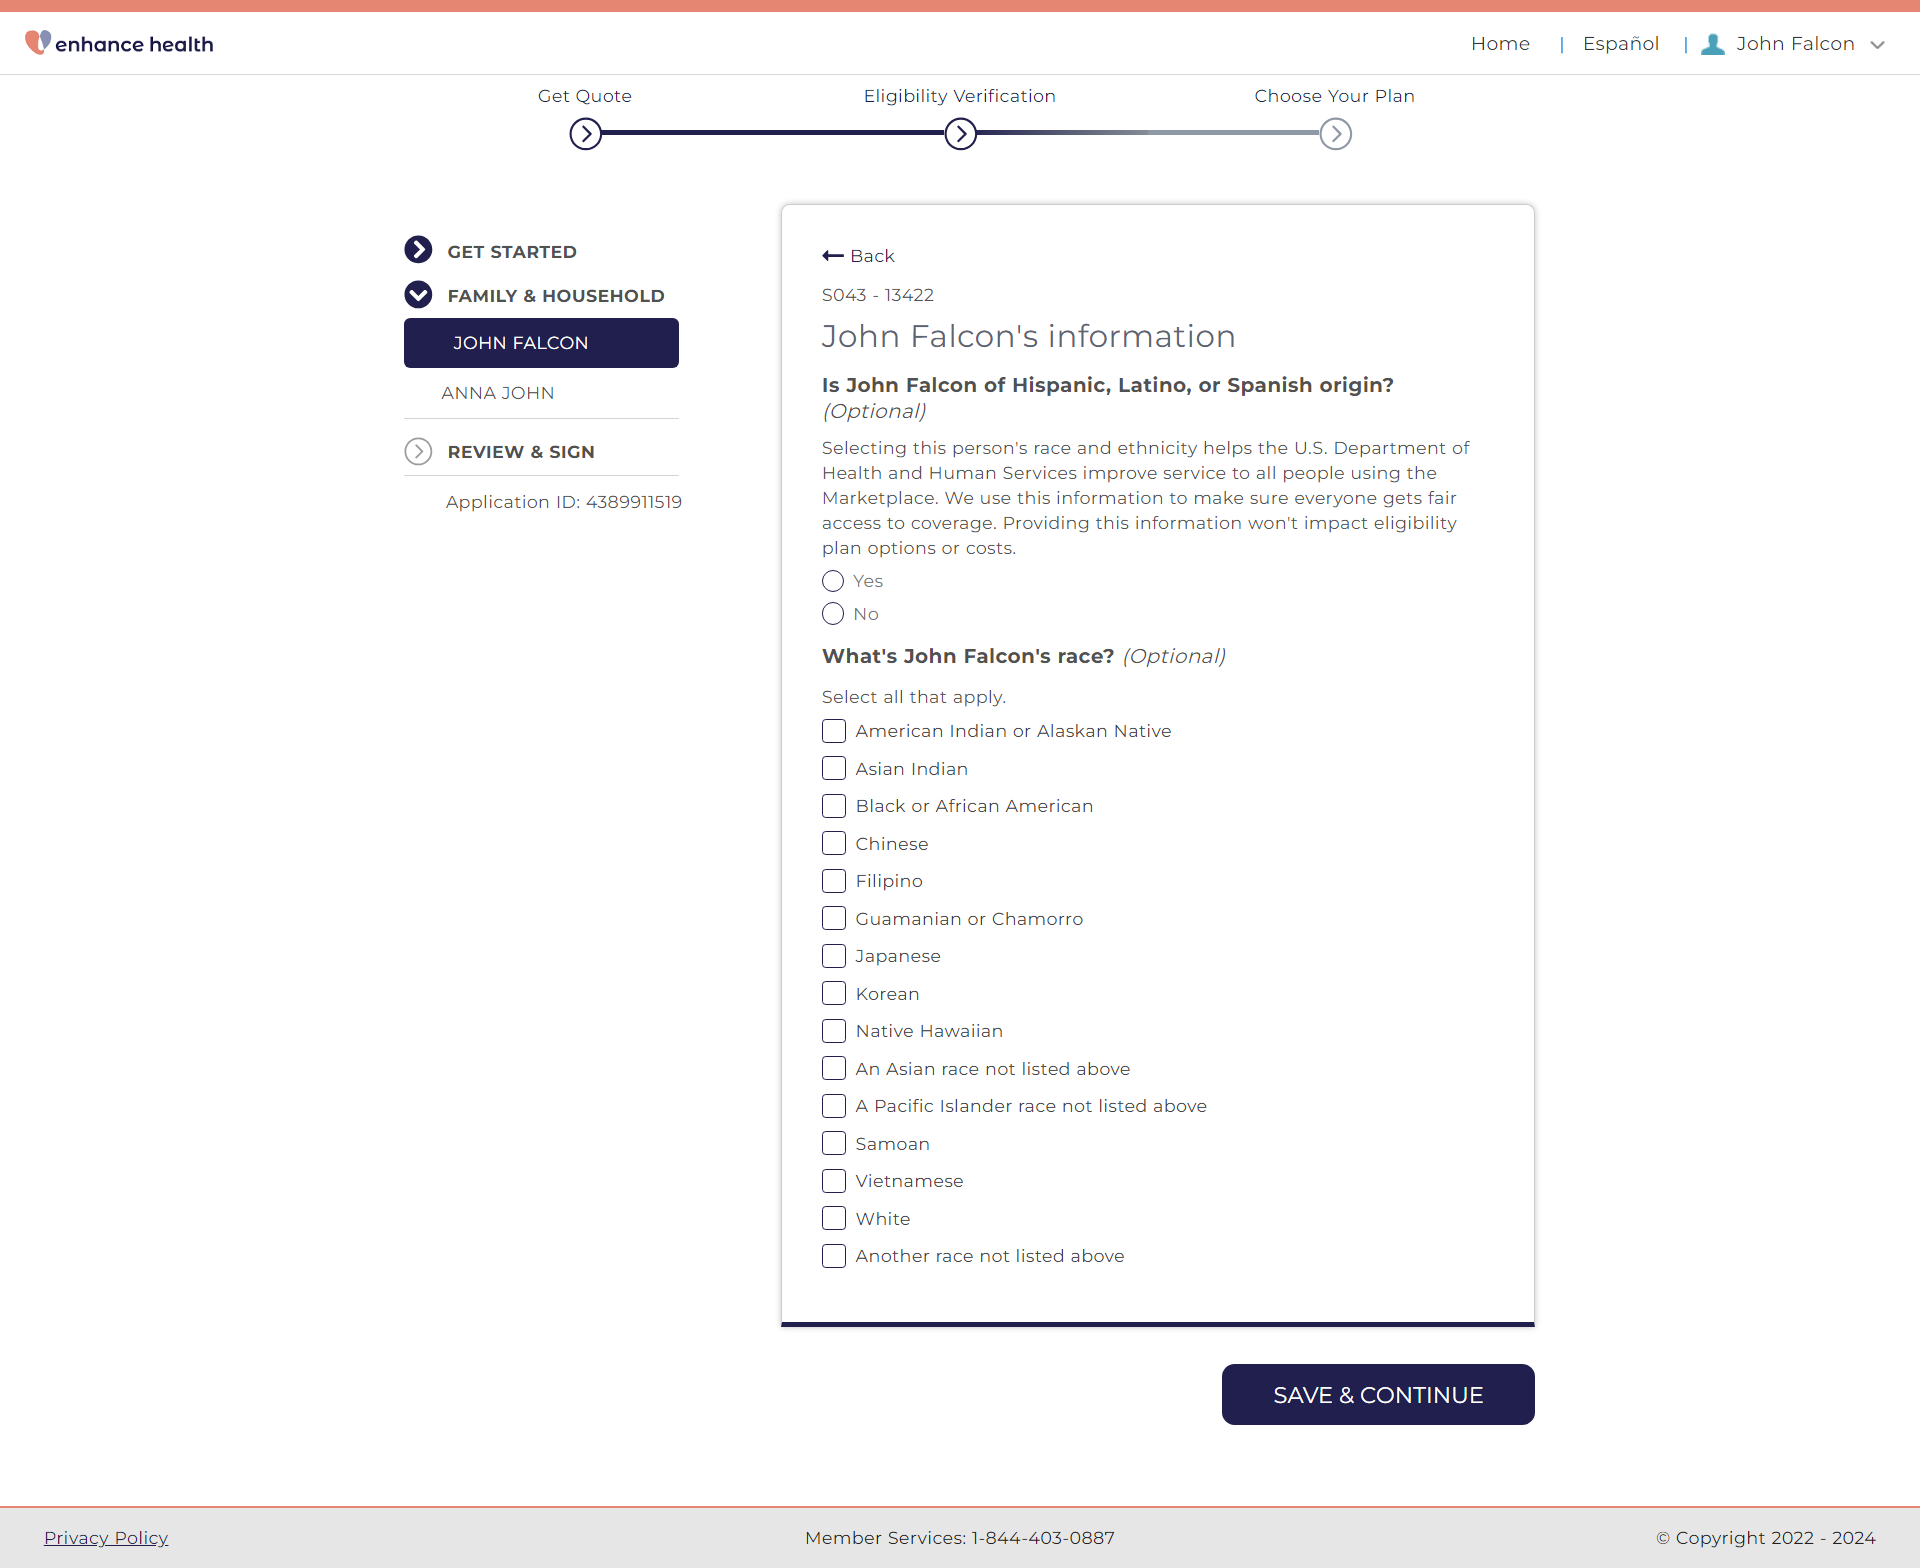 enhance health
Home | Español | John Falcon
Get Quote
Eligibility Verification
Choose Your Plan
GET STARTED
FAMILY & HOUSEHOLD
JOHN FALCON
ANNA JOHN
REVIEW & SIGN
Application ID: 4389911519
Back
S043 - 13422
John Falcon's information
Is John Falcon of Hispanic, Latino, or Spanish origin?
(Optional)
Selecting this person's race and ethnicity helps the U.S. Department of
Health and Human Services improve service to all people using the
Marketplace. We use this information to make sure everyone gets fair
access to coverage. Providing this information won't impact eligibility
plan options or costs.
Yes
No
What's John Falcon's race? (Optional)
Select all that apply.
American Indian or Alaskan Native
Asian Indian
Black or African American
Chinese
Filipino
Guamanian or Chamorro
Japanese
Korean
Native Hawaiian
An Asian race not listed above
A Pacific Islander race not listed above
Samoan
Vietnamese
White
Another race not listed above
SAVE & CONTINUE
Privacy Policy
Member Services: 1-844-403-0887
© Copyright 2022 - 2024